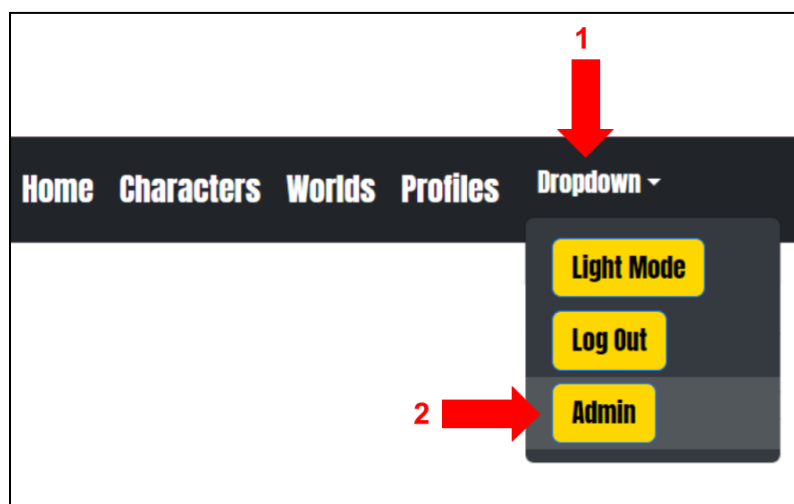 1
Home Characters Worlds Profiles Dropdown
Light Mode
Log Out
2 Admin